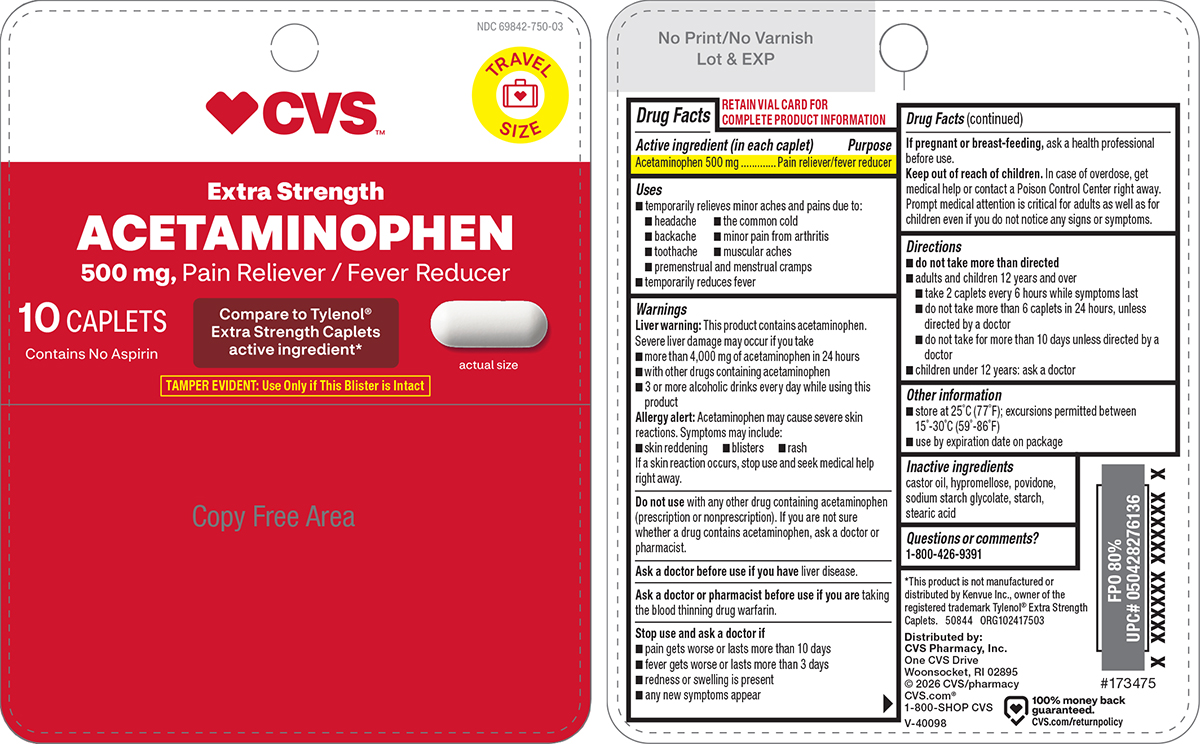 NDC 69842-750-03
TRAVEL
SIZE
CVS™
Extra Strength
ACETAMINOPHEN
500 mg, Pain Reliever / Fever Reducer
10 CAPLETS
Contains No Aspirin
Compare to Tylenol®
Extra Strength Caplets
active ingredient*
actual size
TAMPER EVIDENT: Use Only if This Blister is Intact
Copy Free Area
No Print/No Varnish
Lot & EXP
Drug Facts
RETAIN VIAL CARD FOR
COMPLETE PRODUCT INFORMATION
Active ingredient (in each caplet) Purpose
Acetaminophen 500 mg ............. Pain reliever/fever reducer
Uses
■ temporarily relieves minor aches and pains due to:
■ headache ■ the common cold
■ backache ■ minor pain from arthritis
■ toothache ■ muscular aches
■ premenstrual and menstrual cramps
■ temporarily reduces fever
Warnings
Liver warning: This product contains acetaminophen.
Severe liver damage may occur if you take
■ more than 4,000 mg of acetaminophen in 24 hours
■ with other drugs containing acetaminophen
■ 3 or more alcoholic drinks every day while using this
product
Allergy alert: Acetaminophen may cause severe skin
reactions. Symptoms may include:
■ skin reddening ■ blisters ■ rash
If a skin reaction occurs, stop use and seek medical help
right away.
Do not use with any other drug containing acetaminophen
(prescription or nonprescription). If you are not sure
whether a drug contains acetaminophen, ask a doctor or
pharmacist.
Ask a doctor before use if you have liver disease.
Ask a doctor or pharmacist before use if you are taking
the blood thinning drug warfarin.
Stop use and ask a doctor if
■ pain gets worse or lasts more than 10 days
■ fever gets worse or lasts more than 3 days
■ redness or swelling is present
■ any new symptoms appear
Drug Facts (continued)
If pregnant or breast-feeding, ask a health professional
before use.
Keep out of reach of children. In case of overdose, get
medical help or contact a Poison Control Center right away.
Prompt medical attention is critical for adults as well as for
children even if you do not notice any signs or symptoms.
Directions
■ do not take more than directed
■ adults and children 12 years and over
■ take 2 caplets every 6 hours while symptoms last
■ do not take more than 6 caplets in 24 hours, unless
directed by a doctor
■ do not take for more than 10 days unless directed by a
doctor
■ children under 12 years: ask a doctor
Other information
■ store at 25˚C (77˚F); excursions permitted between
15˚-30˚C (59˚-86˚F)
■ use by expiration date on package
Inactive ingredients
castor oil, hypromellose, povidone,
sodium starch glycolate, starch,
stearic acid
Questions or comments?
1-800-426-9391
*This product is not manufactured or
distributed by Kenvue Inc., owner of the
registered trademark Tylenol® Extra Strength
Caplets. 50844 ORG102417503
Distributed by:
CVS Pharmacy, Inc.
One CVS Drive
Woonsocket, RI 02895
© 2026 CVS/pharmacy
CVS.com®
1-800-SHOP CVS
V-40098
FPO 80%
UPC# 050428276136
X XXXXXXX XXXXXXX X
#173475
100% money back
guaranteed.
CVS.com/returnpolicy